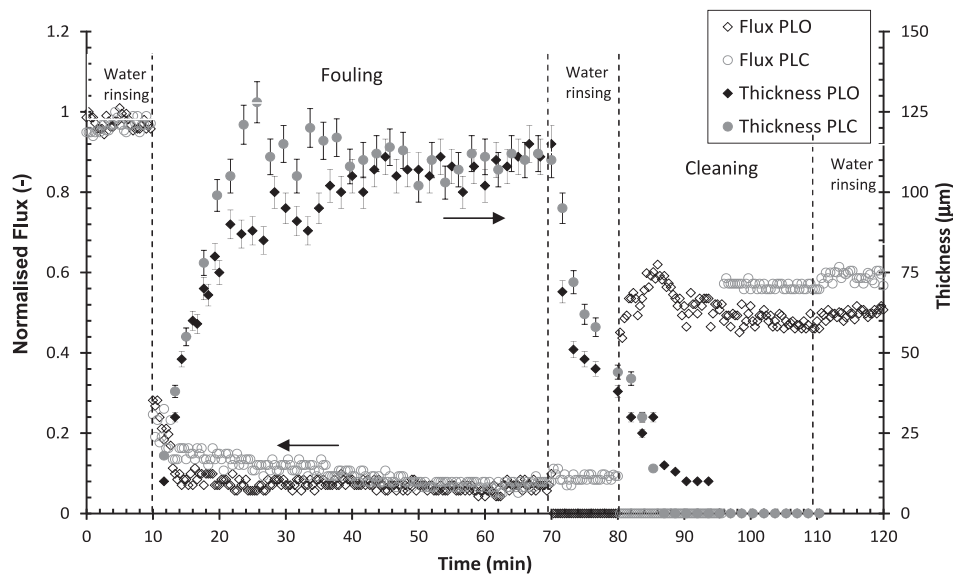 Flux PLO
Flux PLC
Thickness PLO
Thickness PLC
1.2
1
0.8
0.6
0.4
0.2
0
Normalised Flux (-)
Water
rinsing
Fouling
Water
rinsing
Cleaning
Water
rinsing
150
125
100
75
50
25
0
Thickness (μm)
0 10 20 30 40 50 60 70 80 90 100 110 120
Time (min)